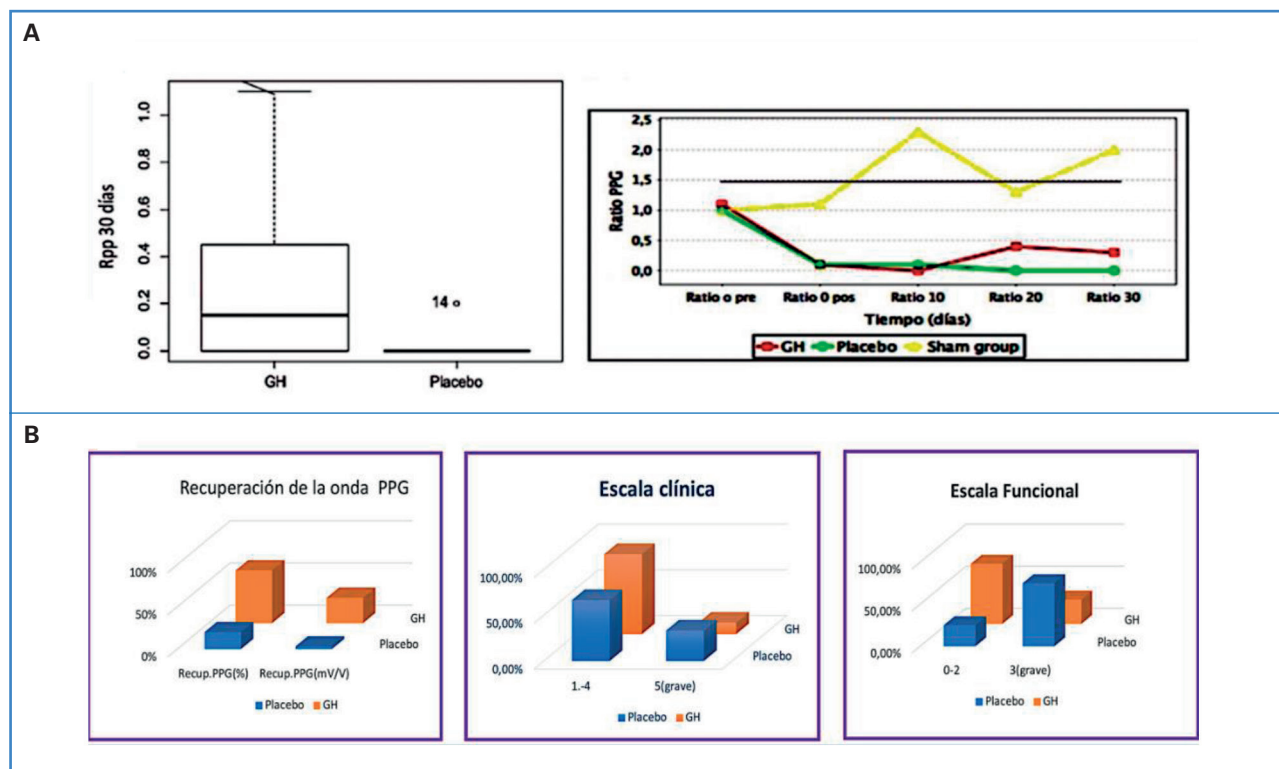 A
Rpp 30 días
1.0
0.8
0.6
0.4
0.2
0.0
14
GH Placebo
Ratio PPG
2,5
2,0
1,5
1,0
0,5
0,0
Ratio o pre Ratio 0 pos Ratio 10 Ratio 20 Ratio 30
Tiempo (días)
GH Placebo Sham group
B
Recuperación de la onda PPG
100%
50%
0%
GH
Placebo
Recup.PPG(%) Recup.PPG(mV/V)
Placebo GH
Escala clínica
100,00%
50,00%
0,00%
GH
Placebo
1.-4 5(grave)
Placebo GH
Escala Funcional
100,00%
50,00%
0,00%
GH
Placebo
0-2 3(grave)
Placebo GH